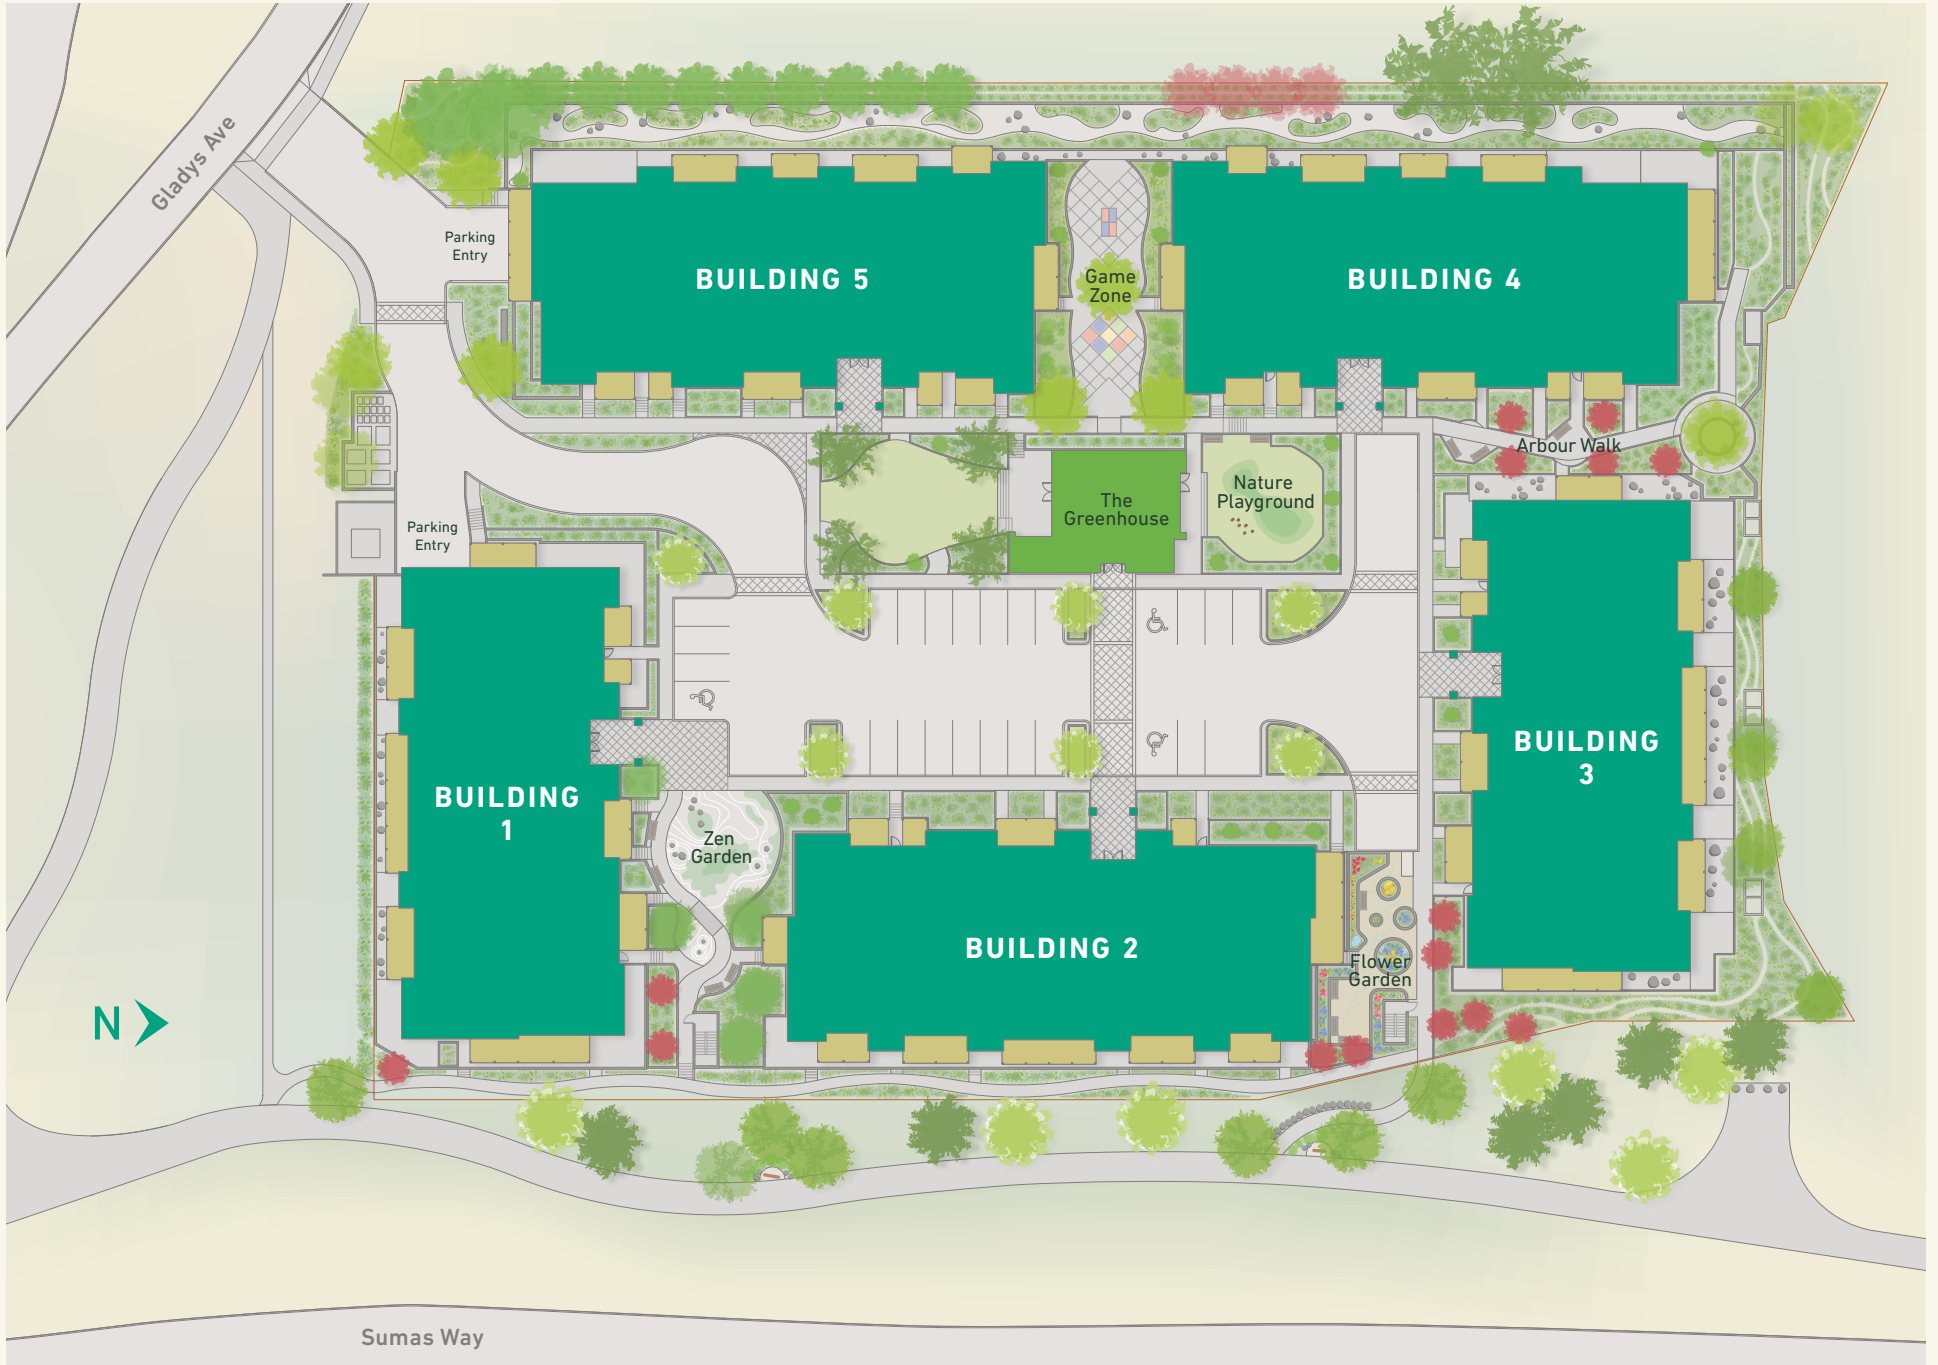 Gladys Ave
Parking
Entry
BUILDING 5
Game
Zone
BUILDING 4
Arbour Walk
The
Greenhouse
Nature
Playground
Parking
Entry
BUILDING
1
BUILDING
3
Zen
Garden
BUILDING 2
Flower
Garden
N
Sumas Way